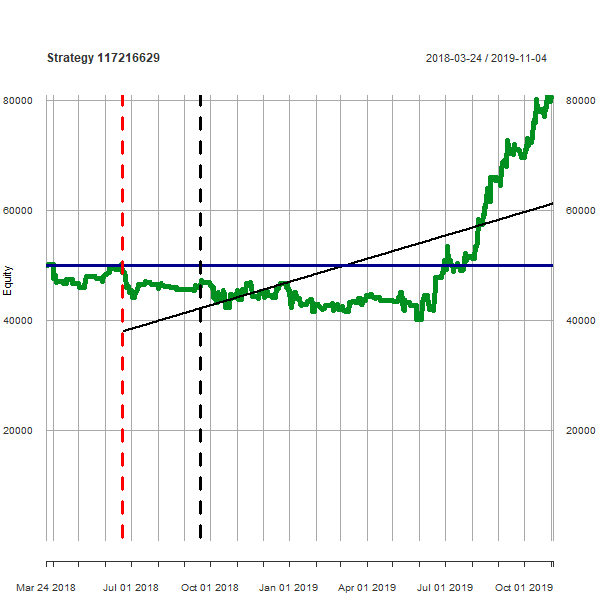 Strategy 117216629 2018-03-24 / 2019-11-04
80000 80000
60000 60000
Equity
40000 40000
20000 20000
Mar 24 2018 Jul 01 2018 Oct 01 2018 Jan 01 2019 Apr 01 2019 Jul 01 2019 Oct 01 2019